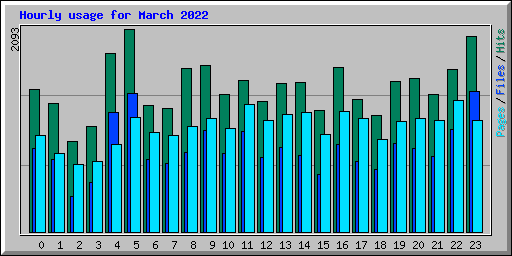 Hourly usage for March 2022
2093
Pages/Files/Hits
0 1 2 3 4 5 6 7 8 9 10 11 12 13 14 15 16 17 18 19 20 21 22 23